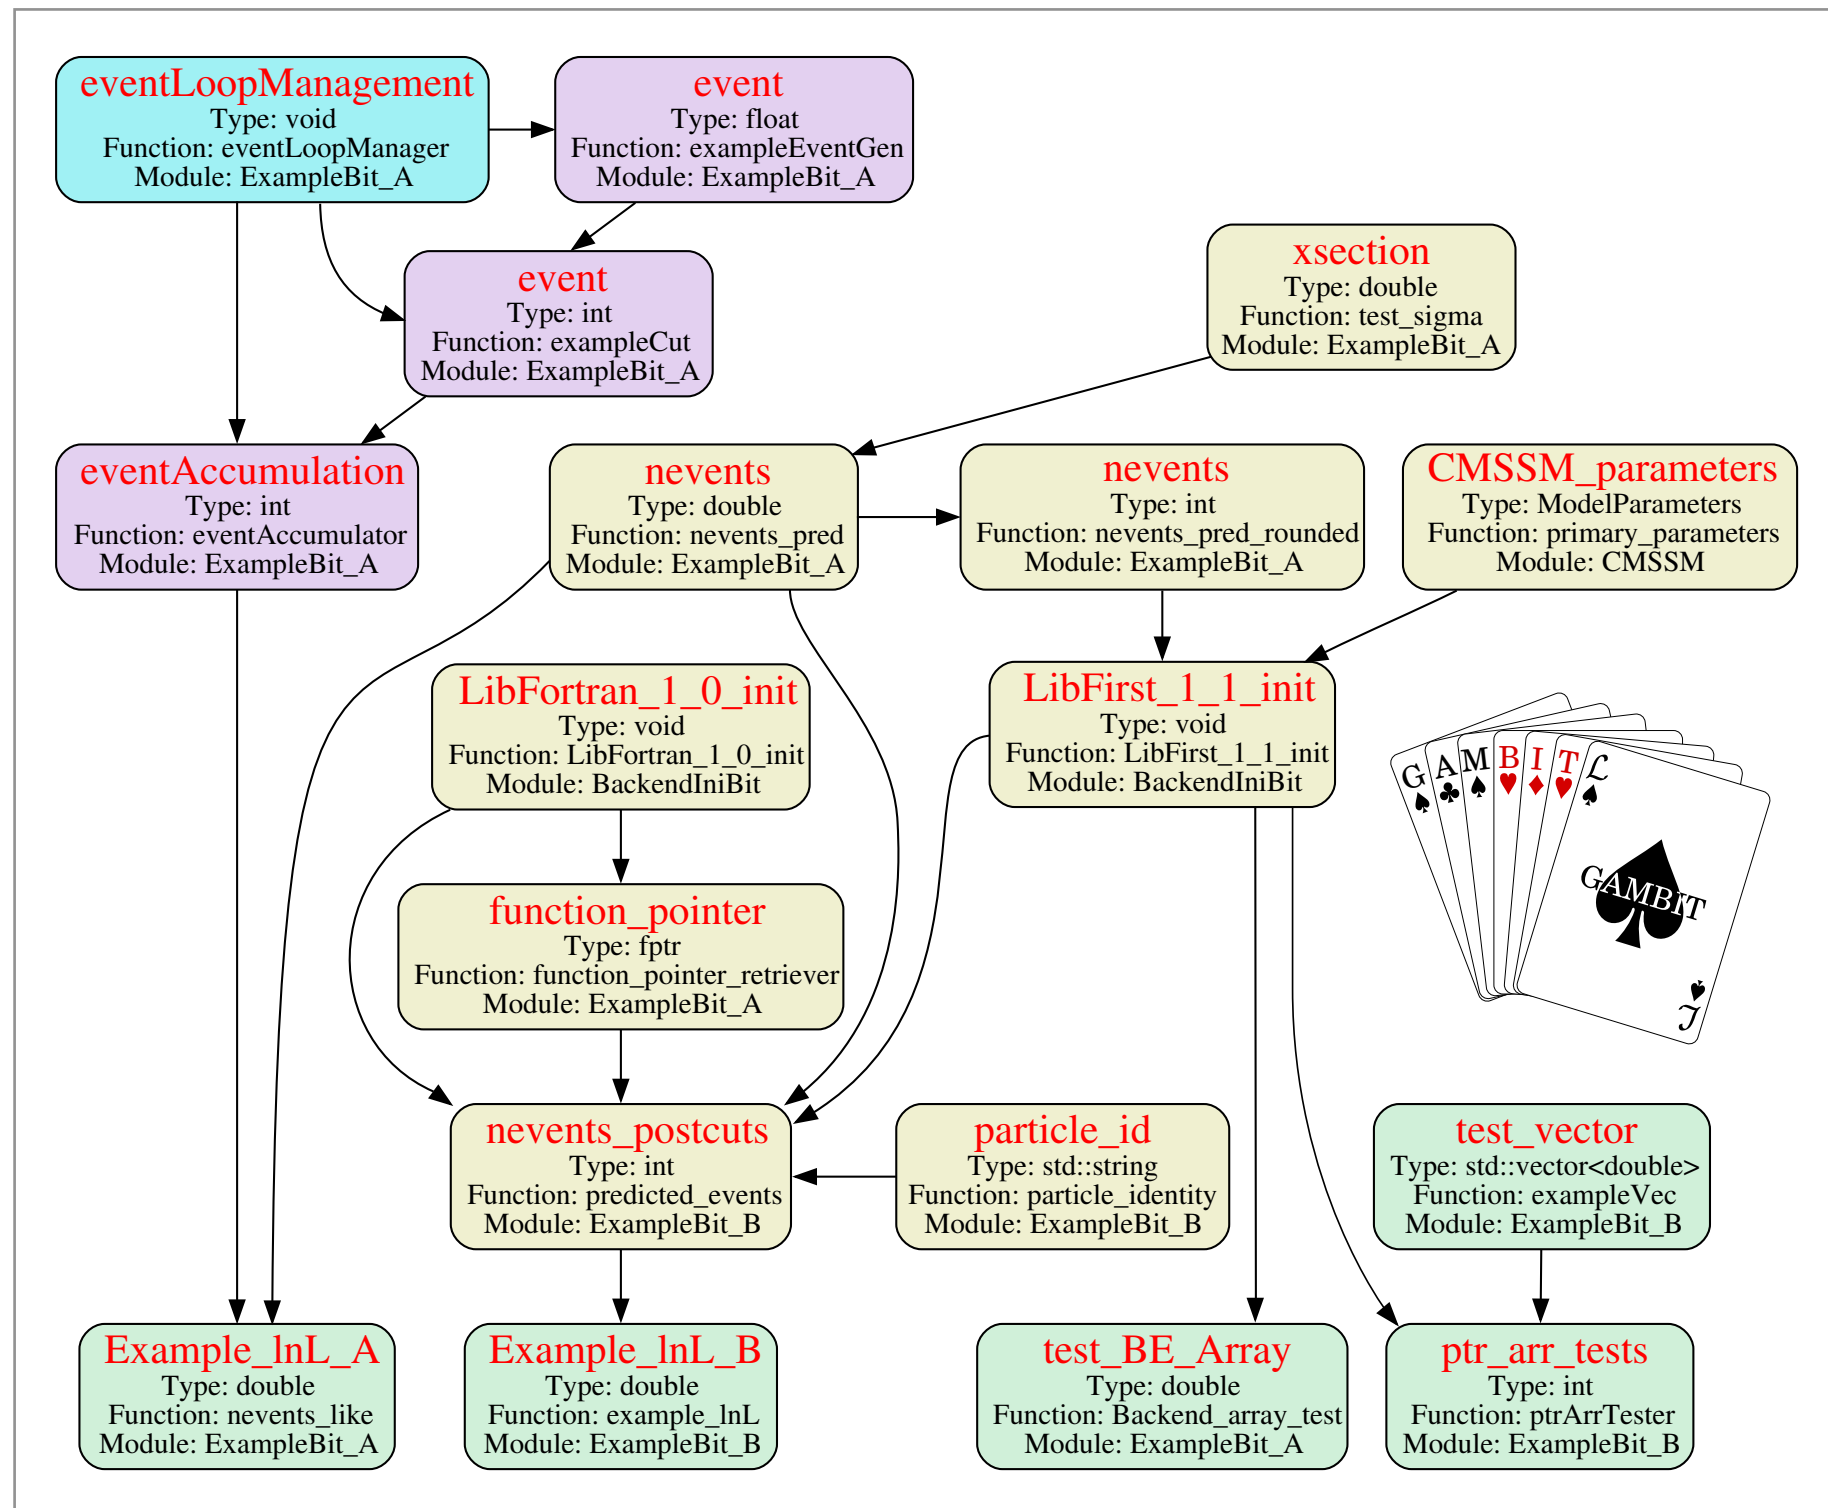 eventLoopManagement
Type: void
Function: eventLoopManager
Module: ExampleBit_A
event
Type: float
Function: exampleEventGen
Module: ExampleBit_A
event
Type: int
Function: exampleCut
Module: ExampleBit_A
xsection
Type: double
Function: test_sigma
Module: ExampleBit_A
eventAccumulation
Type: int
Function: eventAccumulator
Module: ExampleBit_A
nevents
Type: double
Function: nevents_pred
Module: ExampleBit_A
nevents
Type: int
Function: nevents_pred_rounded
Module: ExampleBit_A
CMSSM_parameters
Type: ModelParameters
Function: primary_parameters
Module: CMSSM
LibFortran_1_0_init
Type: void
Function: LibFortran_1_0_init
Module: BackendIniBit
LibFirst_1_1_init
Type: void
Function: LibFirst_1_1_init
Module: BackendIniBit
G A M B I T ℒ
GAMBIT
ℒ
function_pointer
Type: fptr
Function: function_pointer_retriever
Module: ExampleBit_A
nevents_postcuts
Type: int
Function: predicted_events
Module: ExampleBit_B
particle_id
Type: std::string
Function: particle_identity
Module: ExampleBit_B
test_vector
Type: std::vector<double>
Function: exampleVec
Module: ExampleBit_B
Example_lnL_A
Type: double
Function: nevents_like
Module: ExampleBit_A
Example_lnL_B
Type: double
Function: example_lnL
Module: ExampleBit_B
test_BE_Array
Type: double
Function: Backend_array_test
Module: ExampleBit_A
ptr_arr_tests
Type: int
Function: ptrArrTester
Module: ExampleBit_B